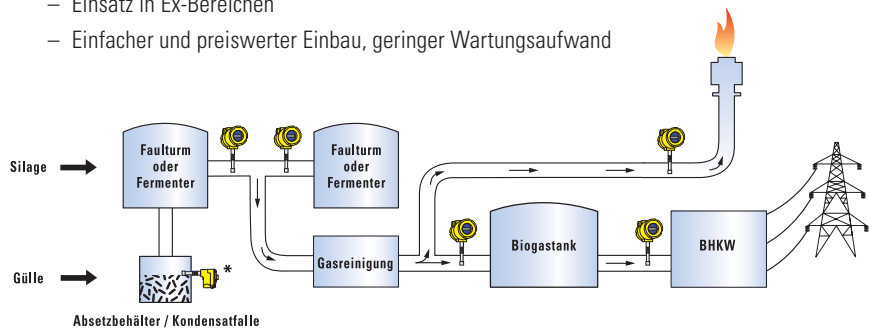 – Einsatz in Ex-Bereichen
– Einfacher und preiswerter Einbau, geringer Wartungsaufwand
Silage
Faulturm
oder
Fermenter
Faulturm
oder
Fermenter
Gülle
*
Gasreinigung
Biogastank
BHKW
Absetzbehälter / Kondensatfalle